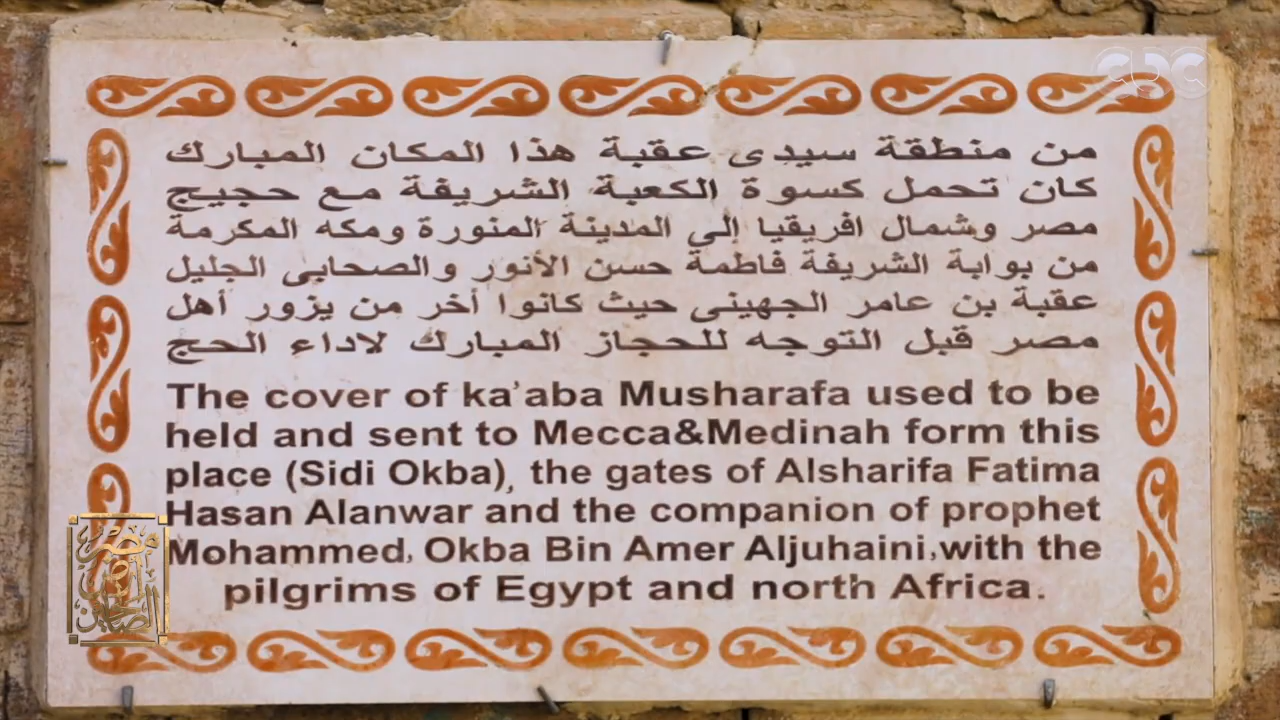 cbc
من منطقة سيدى عقبة هذا المكان المبارك
كان تحمل كسوة الكعبة الشريفة مع حجيج
مصر وشمال افريقيا إلي المدينة المنورة ومكه المكرمة
من بوابة الشريفة فاطمة حسن الأنور والصحابى الجليل
عقبة بن عامر الجهينى حيث كانوا أخر من يزور أهل
مصر قبل التوجه للحجاز المبارك لاداء الحج
The cover of ka'aba Musharafa used to be
held and sent to Mecca&Medinah form this
place (Sidi Okba), the gates of Alsharifa Fatima
Hasan Alanwar and the companion of prophet
Mohammed, Okba Bin Amer Aljuhaini,with the
pilgrims of Egypt and north Africa.
مصر
أرض
الصالحين